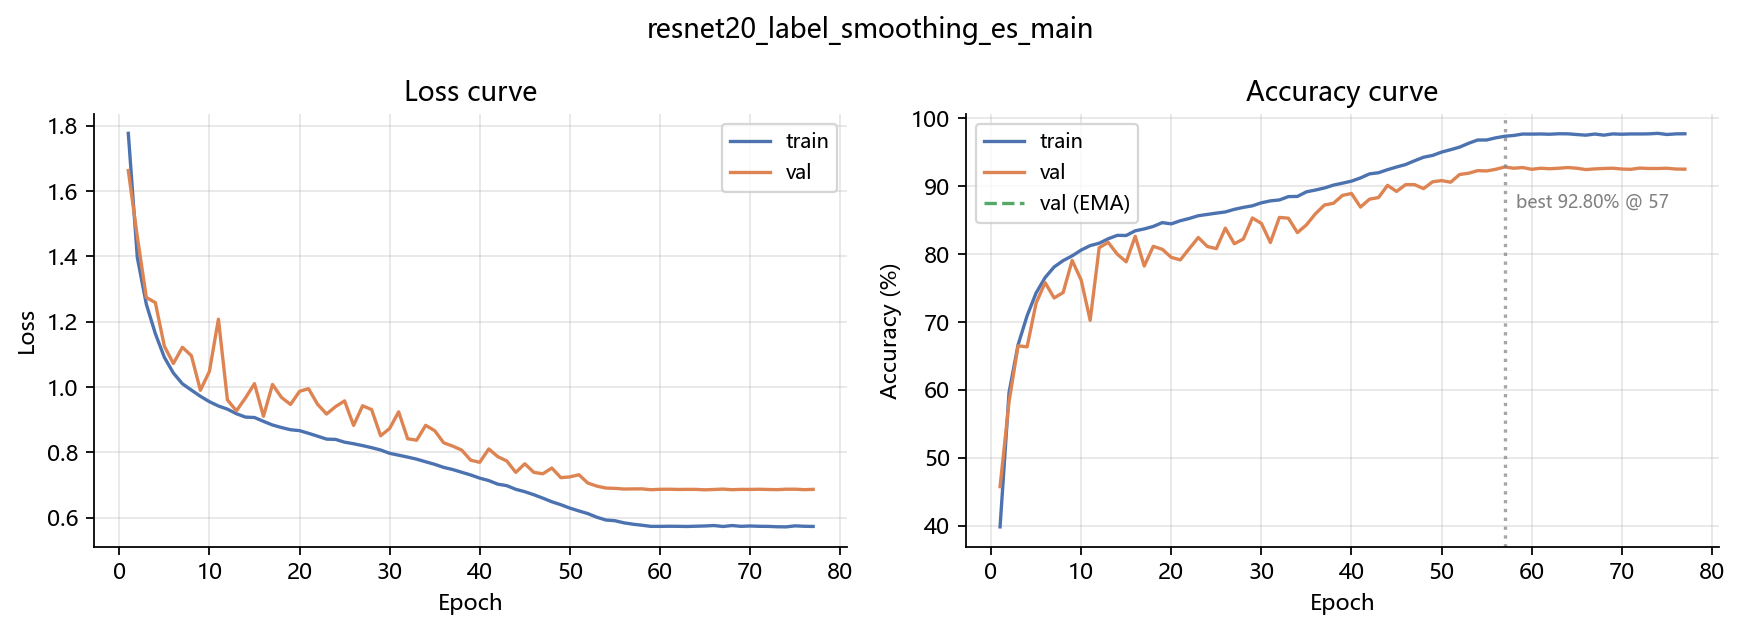 resnet20_label_smoothing_es_main
Loss curve
1.8
1.6
1.4
1.2
1.0
0.8
0.6
Loss
train
val
0 10 20 30 40 50 60 70 80
Epoch
Accuracy curve
100
90
80
70
60
50
40
Accuracy (%)
train
val
val (EMA)
best 92.80% @ 57
0 10 20 30 40 50 60 70 80
Epoch